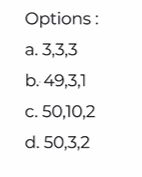 Options :
a. 3,3,3
b. 49,3,1
c. 50,10,2
d. 50,3,2